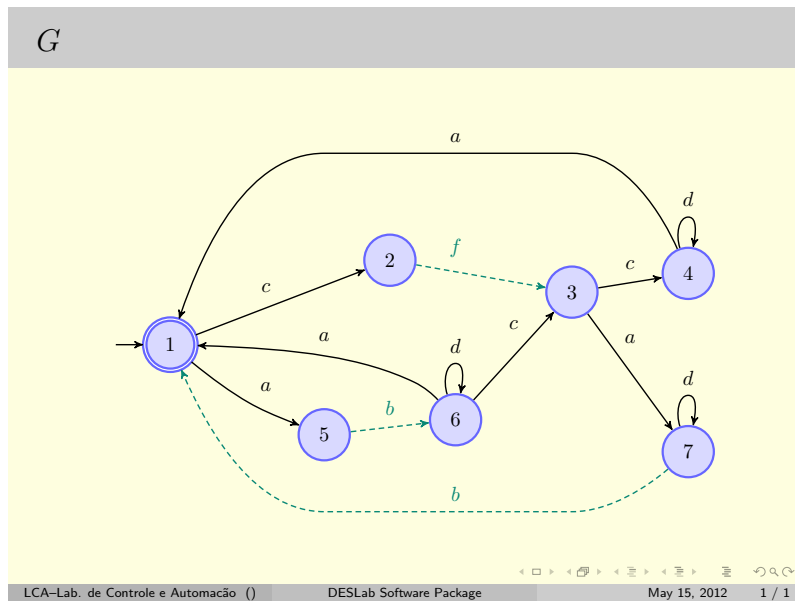 G
a
d
2
f
4
c
3
c
1
a
c
a
d
a
d
b
6
5
7
b
LCA–Lab. de Controle e Automacão () DESLab Software Package May 15, 2012 1 / 1